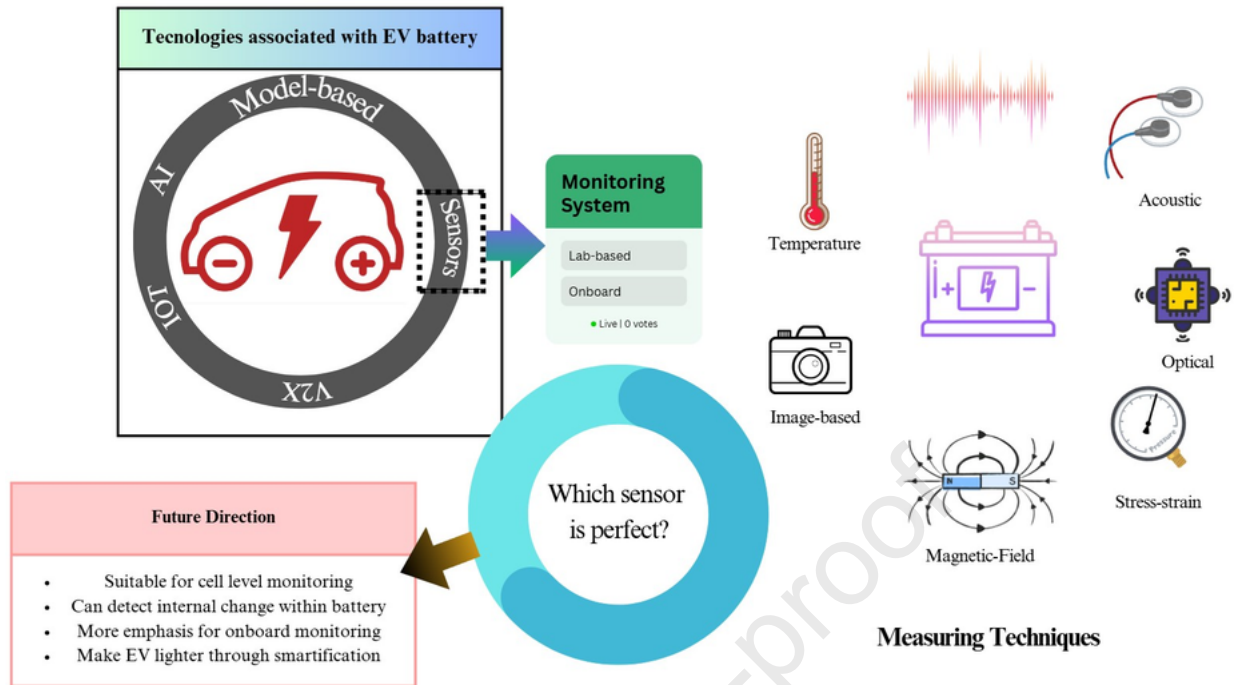 Tecnologies associated with EV battery
Model-based
AI
Sensors
IOT
V2X
Monitoring
System
Lab-based
Onboard
Live | 0 votes
Temperature
Acoustic
Optical
Image-based
Pressure
Stress-strain
N S
Magnetic-Field
Measuring Techniques
Which sensor
is perfect?
Future Direction
• Suitable for cell level monitoring
• Can detect internal change within battery
• More emphasis for onboard monitoring
• Make EV lighter through smartification
-proof